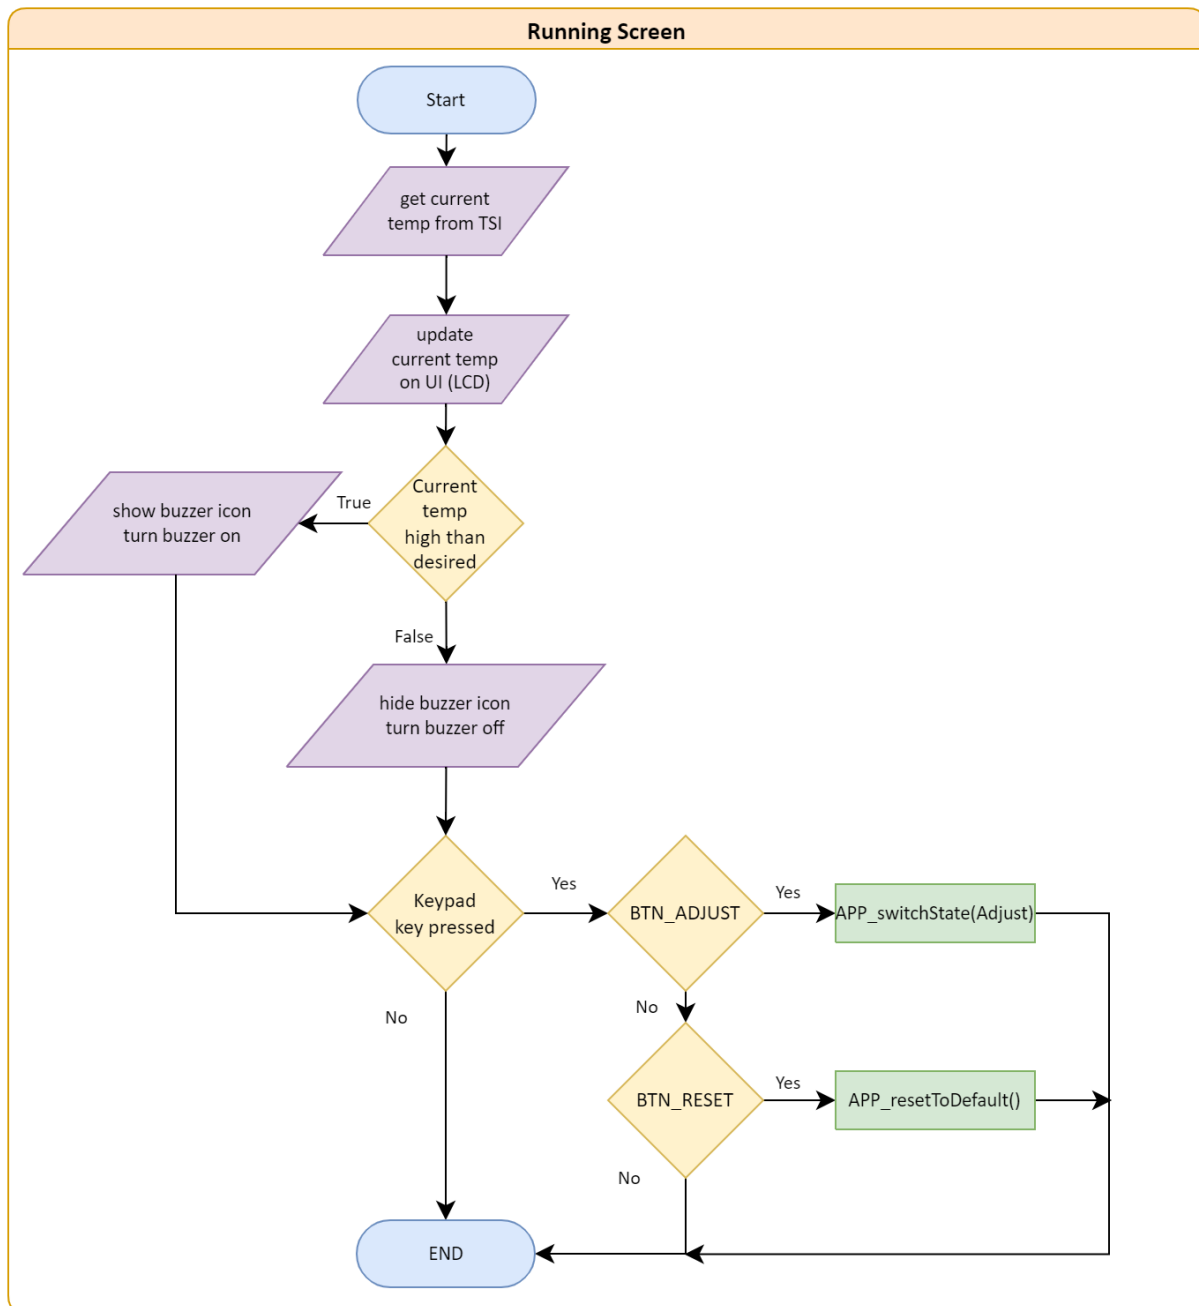 Running Screen
Start
get current
temp from TSI
update
current temp
on UI (LCD)
Current
temp
high than
desired
True
show buzzer icon
turn buzzer on
False
hide buzzer icon
turn buzzer off
Keypad
key pressed
Yes
BTN_ADJUST
Yes
APP_switchState(Adjust)
No
No
BTN_RESET
Yes
APP_resetToDefault()
No
END